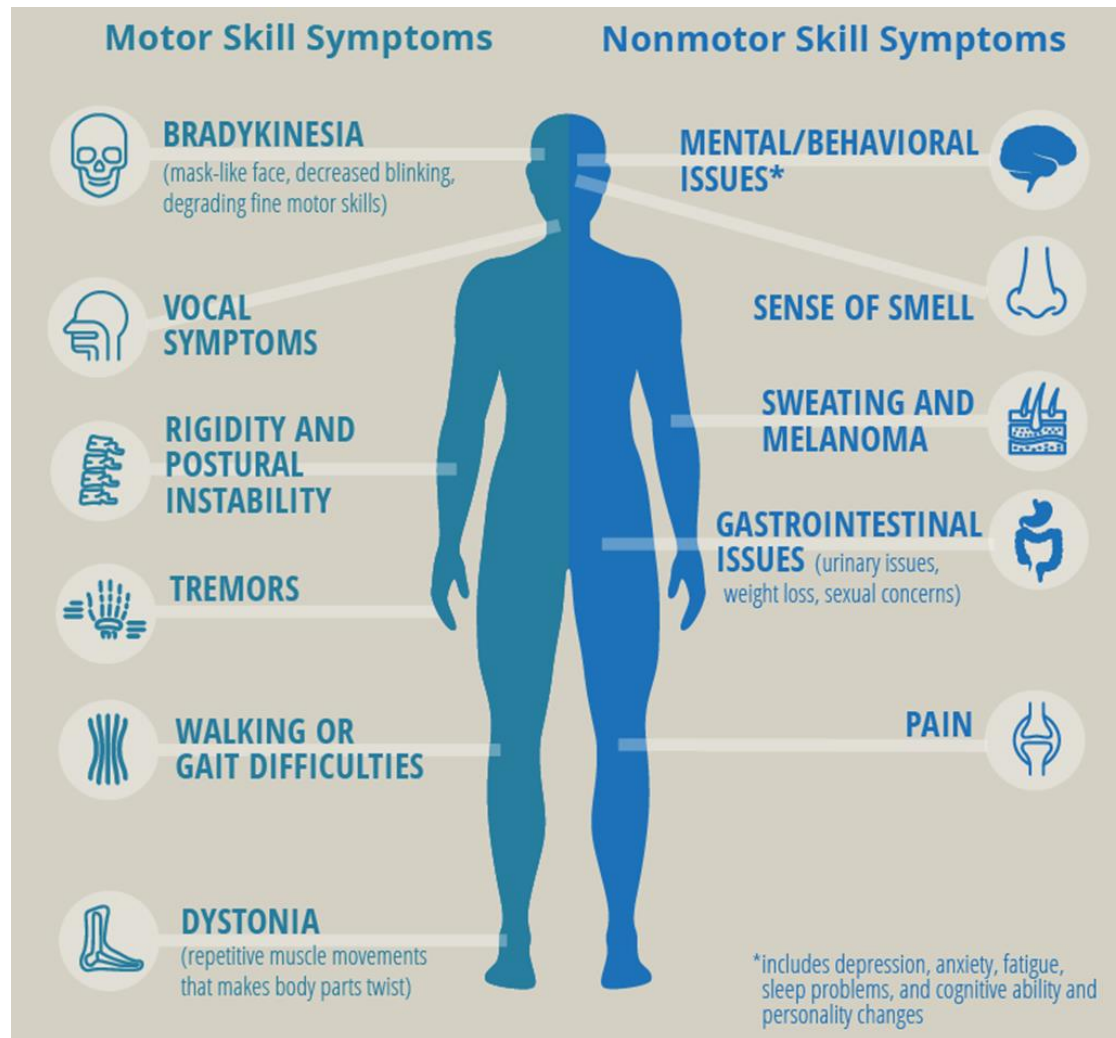 Motor Skill Symptoms
BRADYKINESIA
(mask-like face, decreased blinking,
degrading fine motor skills)
VOCAL
SYMPTOMS
RIGIDITY AND
POSTURAL
INSTABILITY
TREMORS
WALKING OR
GAIT DIFFICULTIES
DYSTONIA
(repetitive muscle movements
that makes body parts twist)
Nonmotor Skill Symptoms
MENTAL/BEHAVIORAL
ISSUES*
SENSE OF SMELL
SWEATING AND
MELANOMA
GASTROINTESTINAL
ISSUES (urinary issues,
weight loss, sexual concerns)
PAIN
*includes depression, anxiety, fatigue,
sleep problems, and cognitive ability and
personality changes